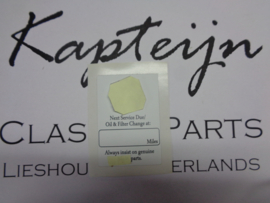 Kapteijn
CLAS PARTS
LIESHOU ERLANDS
Next Service Due/
Oil & Filter Change at:
Miles
Always insist on genuine
parts.